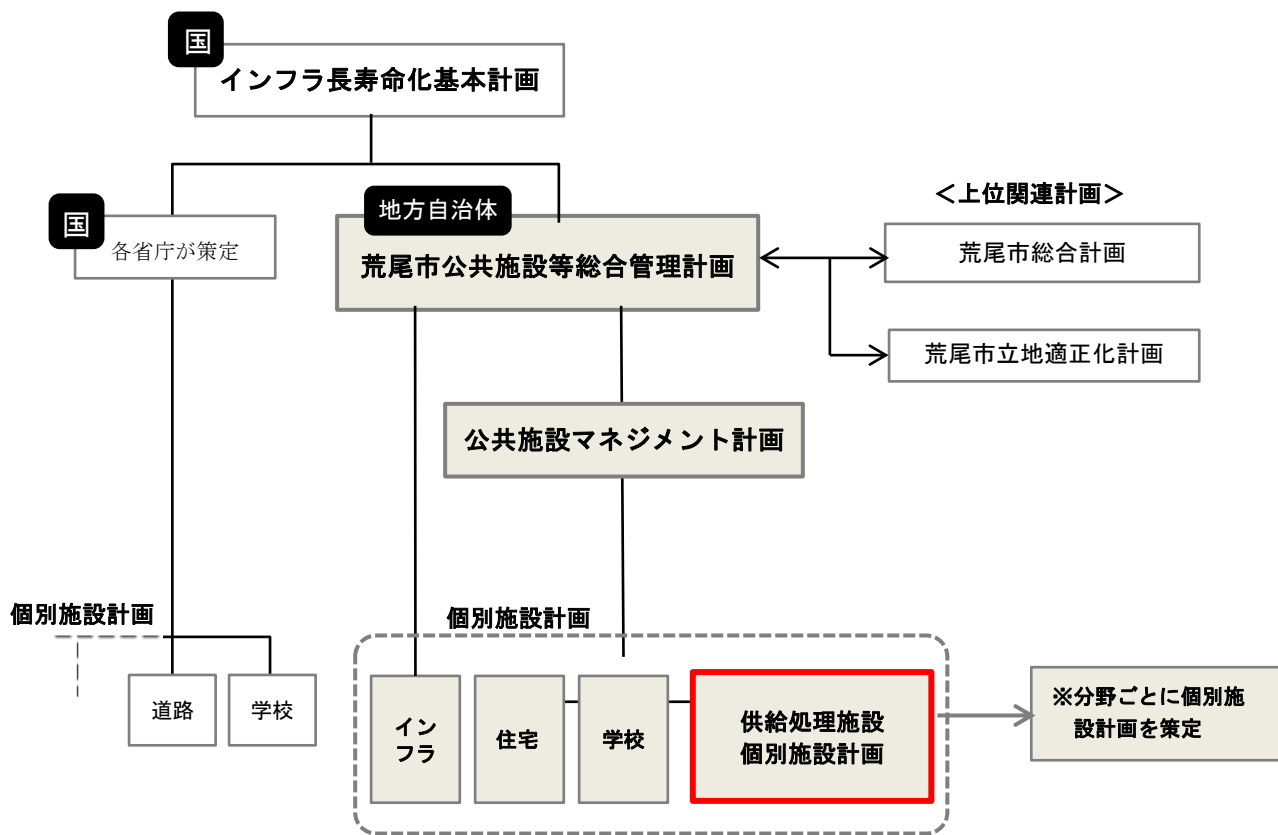 国
インフラ長寿命化基本計画
国
各省庁が策定
地方自治体
荒尾市公共施設等総合管理計画
＜上位関連計画＞
荒尾市総合計画
荒尾市立地適正化計画
公共施設マネジメント計画
個別施設計画
道路
学校
個別施設計画
イン
フラ
住宅
学校
供給処理施設
個別施設計画
※分野ごとに個別施
設計画を策定